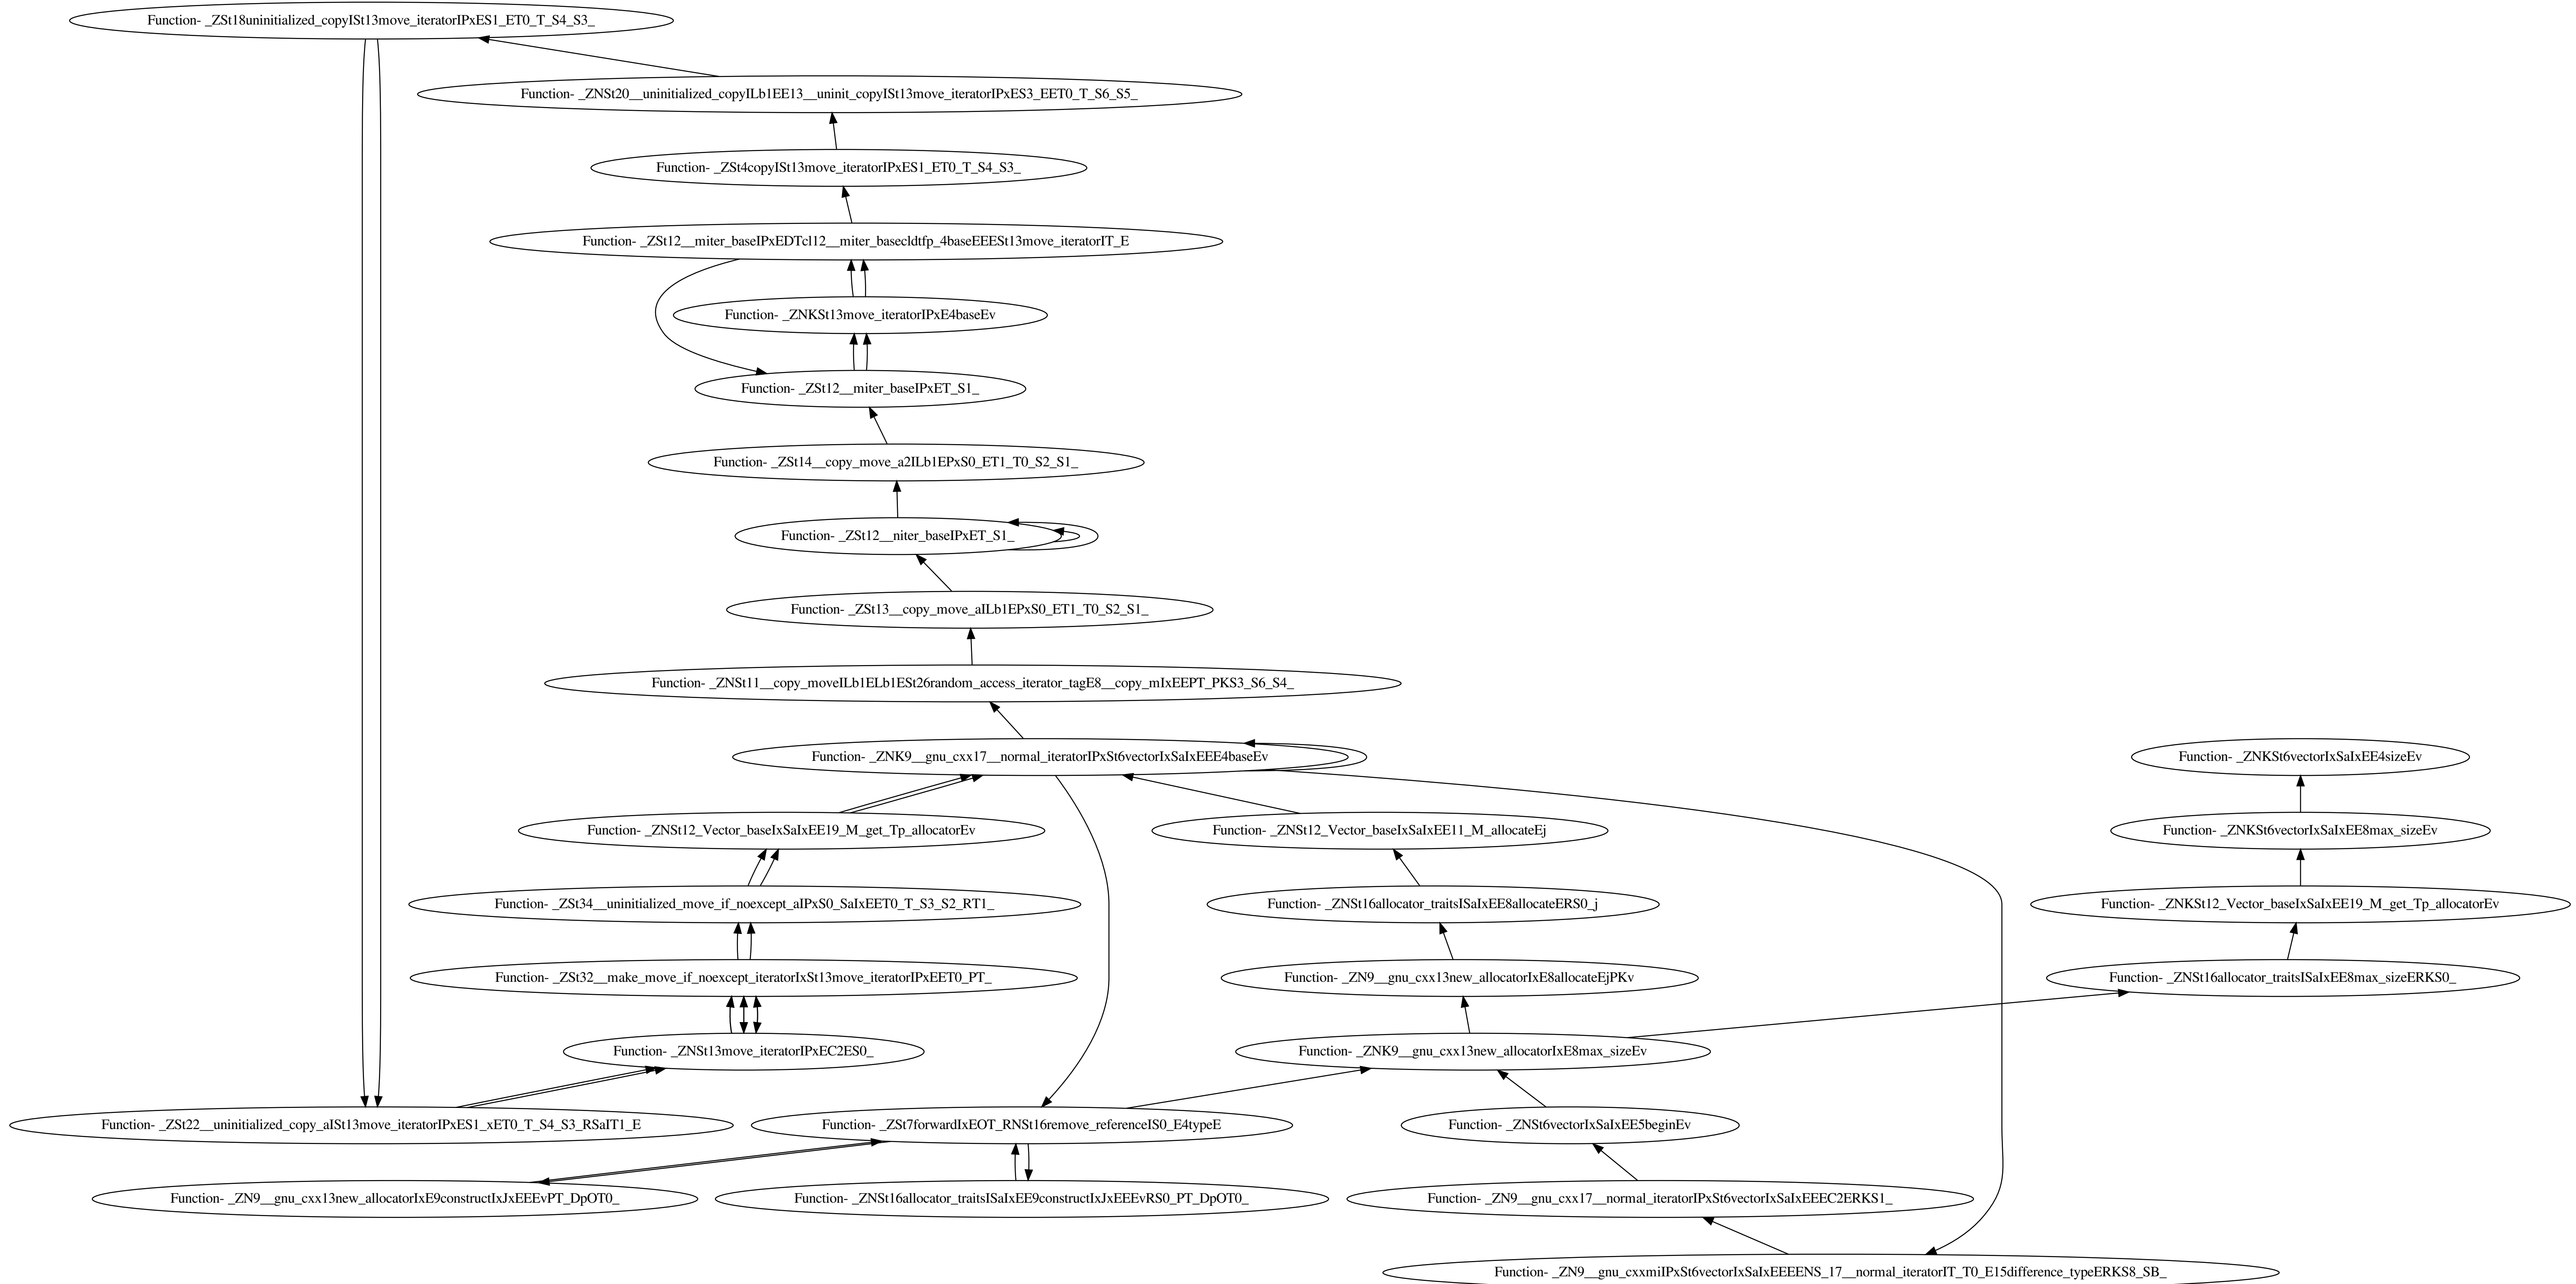 Function- _ZSt18uninitialized_copyISt13move_iteratorIPxES1_ET0_T_S4_S3_
Function- _ZNSt20__uninitialized_copyILb1EE13__uninit_copyISt13move_iteratorIPxES3_EET0_T_S6_S5_
Function- _ZSt4copyISt13move_iteratorIPxES1_ET0_T_S4_S3_
Function- _ZSt12__miter_baseIPxEDTcl12__miter_basecldtfp_4baseEEESt13move_iteratorIT_E
Function- _ZNKSt13move_iteratorIPxE4baseEv
Function- _ZSt12__miter_baseIPxET_S1_
Function- _ZSt14__copy_move_a2ILb1EPxS0_ET1_T0_S2_S1_
Function- _ZSt12__niter_baseIPxET_S1_
Function- _ZSt13__copy_move_aILb1EPxS0_ET1_T0_S2_S1_
Function- _ZNSt11__copy_moveILb1ELb1ESt26random_access_iterator_tagE8__copy_mIxEEPT_PKS3_S6_S4_
Function- _ZNK9__gnu_cxx17__normal_iteratorIPxSt6vectorIxSaIxEEE4baseEv
Function- _ZNKSt6vectorIxSaIxEE4sizeEv
Function- _ZNSt12_Vector_baseIxSaIxEE19_M_get_Tp_allocatorEv
Function- _ZNSt12_Vector_baseIxSaIxEE11_M_allocateEj
Function- _ZNKSt6vectorIxSaIxEE8max_sizeEv
Function- _ZSt34__uninitialized_move_if_noexcept_aIPxS0_SaIxEET0_T_S3_S2_RT1_
Function- _ZNSt16allocator_traitsISaIxEE8allocateERS0_j
Function- _ZNKSt12_Vector_baseIxSaIxEE19_M_get_Tp_allocatorEv
Function- _ZSt32__make_move_if_noexcept_iteratorIxSt13move_iteratorIPxEET0_PT_
Function- _ZN9__gnu_cxx13new_allocatorIxE8allocateEjPKv
Function- _ZNSt16allocator_traitsISaIxEE8max_sizeERKS0_
Function- _ZNSt13move_iteratorIPxEC2ES0_
Function- _ZNK9__gnu_cxx13new_allocatorIxE8max_sizeEv
Function- _ZSt22__uninitialized_copy_aISt13move_iteratorIPxES1_xET0_T_S4_S3_RSaIT1_E
Function- _ZSt7forwardIxEOT_RNSt16remove_referenceIS0_E4typeE
Function- _ZNSt6vectorIxSaIxEE5beginEv
Function- _ZN9__gnu_cxx13new_allocatorIxE9constructIxJxEEEvPT_DpOT0_
Function- _ZNSt16allocator_traitsISaIxEE9constructIxJxEEEvRS0_PT_DpOT0_
Function- _ZN9__gnu_cxx17__normal_iteratorIPxSt6vectorIxSaIxEEEC2ERKS1_
Function- _ZN9__gnu_cxxmiIPxSt6vectorIxSaIxEEEENS_17__normal_iteratorIT_T0_E15difference_typeERKS8_SB_